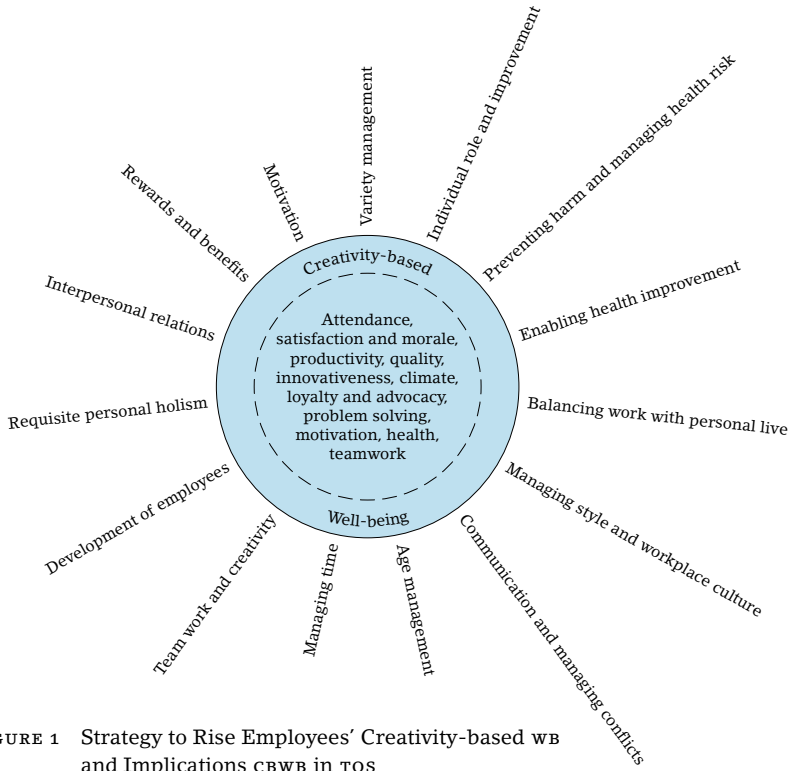 Variety management
Individual role and improvement
Preventing harm and managing health risk
Enabling health improvement
Balancing work with personal live
Managing style and workplace culture
Communication and managing conflicts
Age management
Managing time
Team work and creativity
Development of employees
Requisite personal holism
Interpersonal relations
Rewards and benefits
Motivation
Creativity-based
Attendance,
satisfaction and morale,
productivity, quality,
innovativeness, climate,
loyalty and advocacy,
problem solving,
motivation, health,
teamwork
Well-being
GURE 1 Strategy to Rise Employees’ Creativity-based WB
and Implications CBWB in TOS